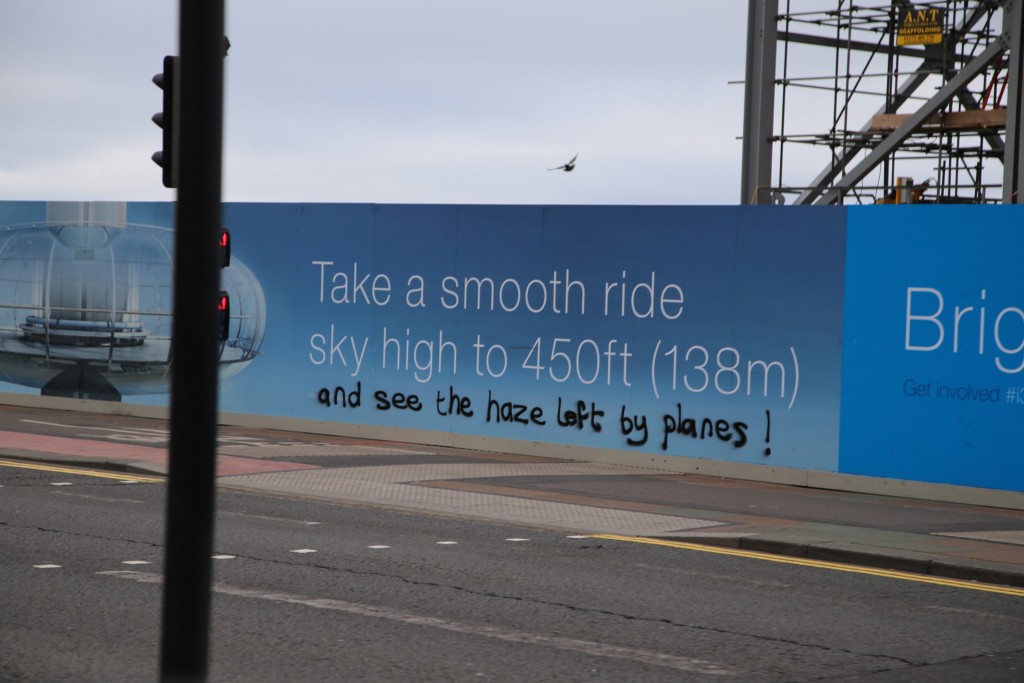 A.N.T
SCAFFOLDING
Take a smooth ride
sky high to 450ft (138m)
and see the haze left by planes !
Brig
Get involved #i